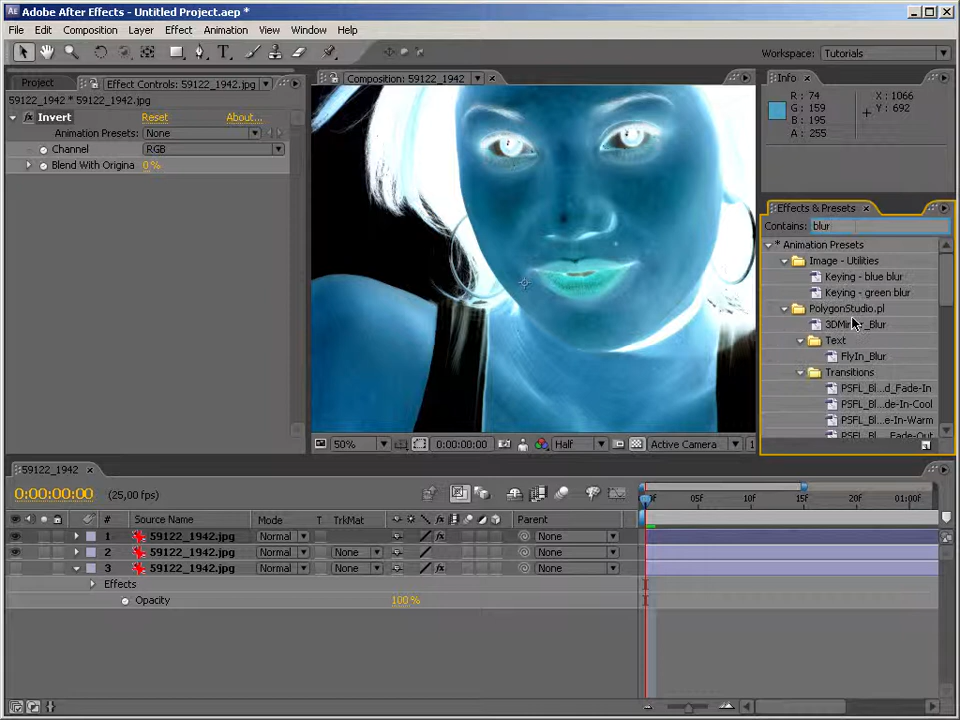 Adobe After Effects - Untitled Project.aep *
File Edit Composition Layer Effect Animation View Window Help
Workspace: Tutorials
Project Effect Controls: 59122_1942.jpg
59122_1942 * 59122_1942.jpg
Invert Reset About...
Animation Presets: None
Channel RGB
Blend With Origina 0 %
Composition: 59122_1942
50% 0:00:00:00 Half Active Camera 1
Info
R : 74
G : 159
B : 195
A : 255
X : 1066
Y : 692
Effects & Presets
Contains: blur
* Animation Presets
Image - Utilities
Keying - blue blur
Keying - green blur
PolygonStudio.pl
Text
FlyIn_Blur
Transitions
PSFL_Bl...d_Fade-In
PSFL_Bl...de-In-Cool
PSFL_Bl...e-In-Warm
PSFL_Bl... Fade-Out
59122_1942
0:00:00:00 (25,00 fps)
0F 05F 10F 15F 20F 01:00F
# Source Name Mode T TrkMat Parent
1 59122_1942.jpg Normal None
2 59122_1942.jpg Normal None None
3 59122_1942.jpg Normal None None
Effects
Opacity 100 %